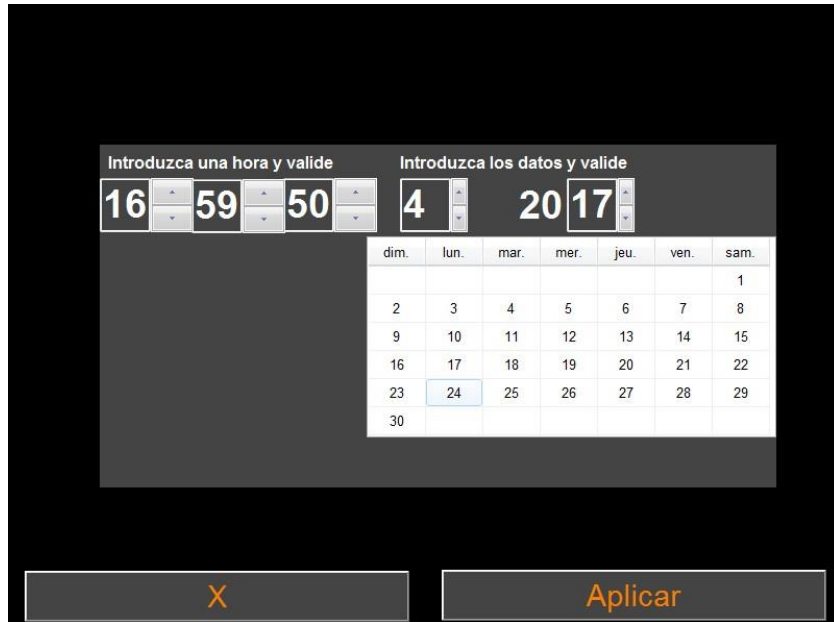 Introduzca una hora y valide Introduzca los datos y valide
16 59 50 4 2017
dim. lun. mar. mer. jeu. ven. sam.
1
2 3 4 5 6 7 8
9 10 11 12 13 14 15
16 17 18 19 20 21 22
23 24 25 26 27 28 29
30
X Aplicar